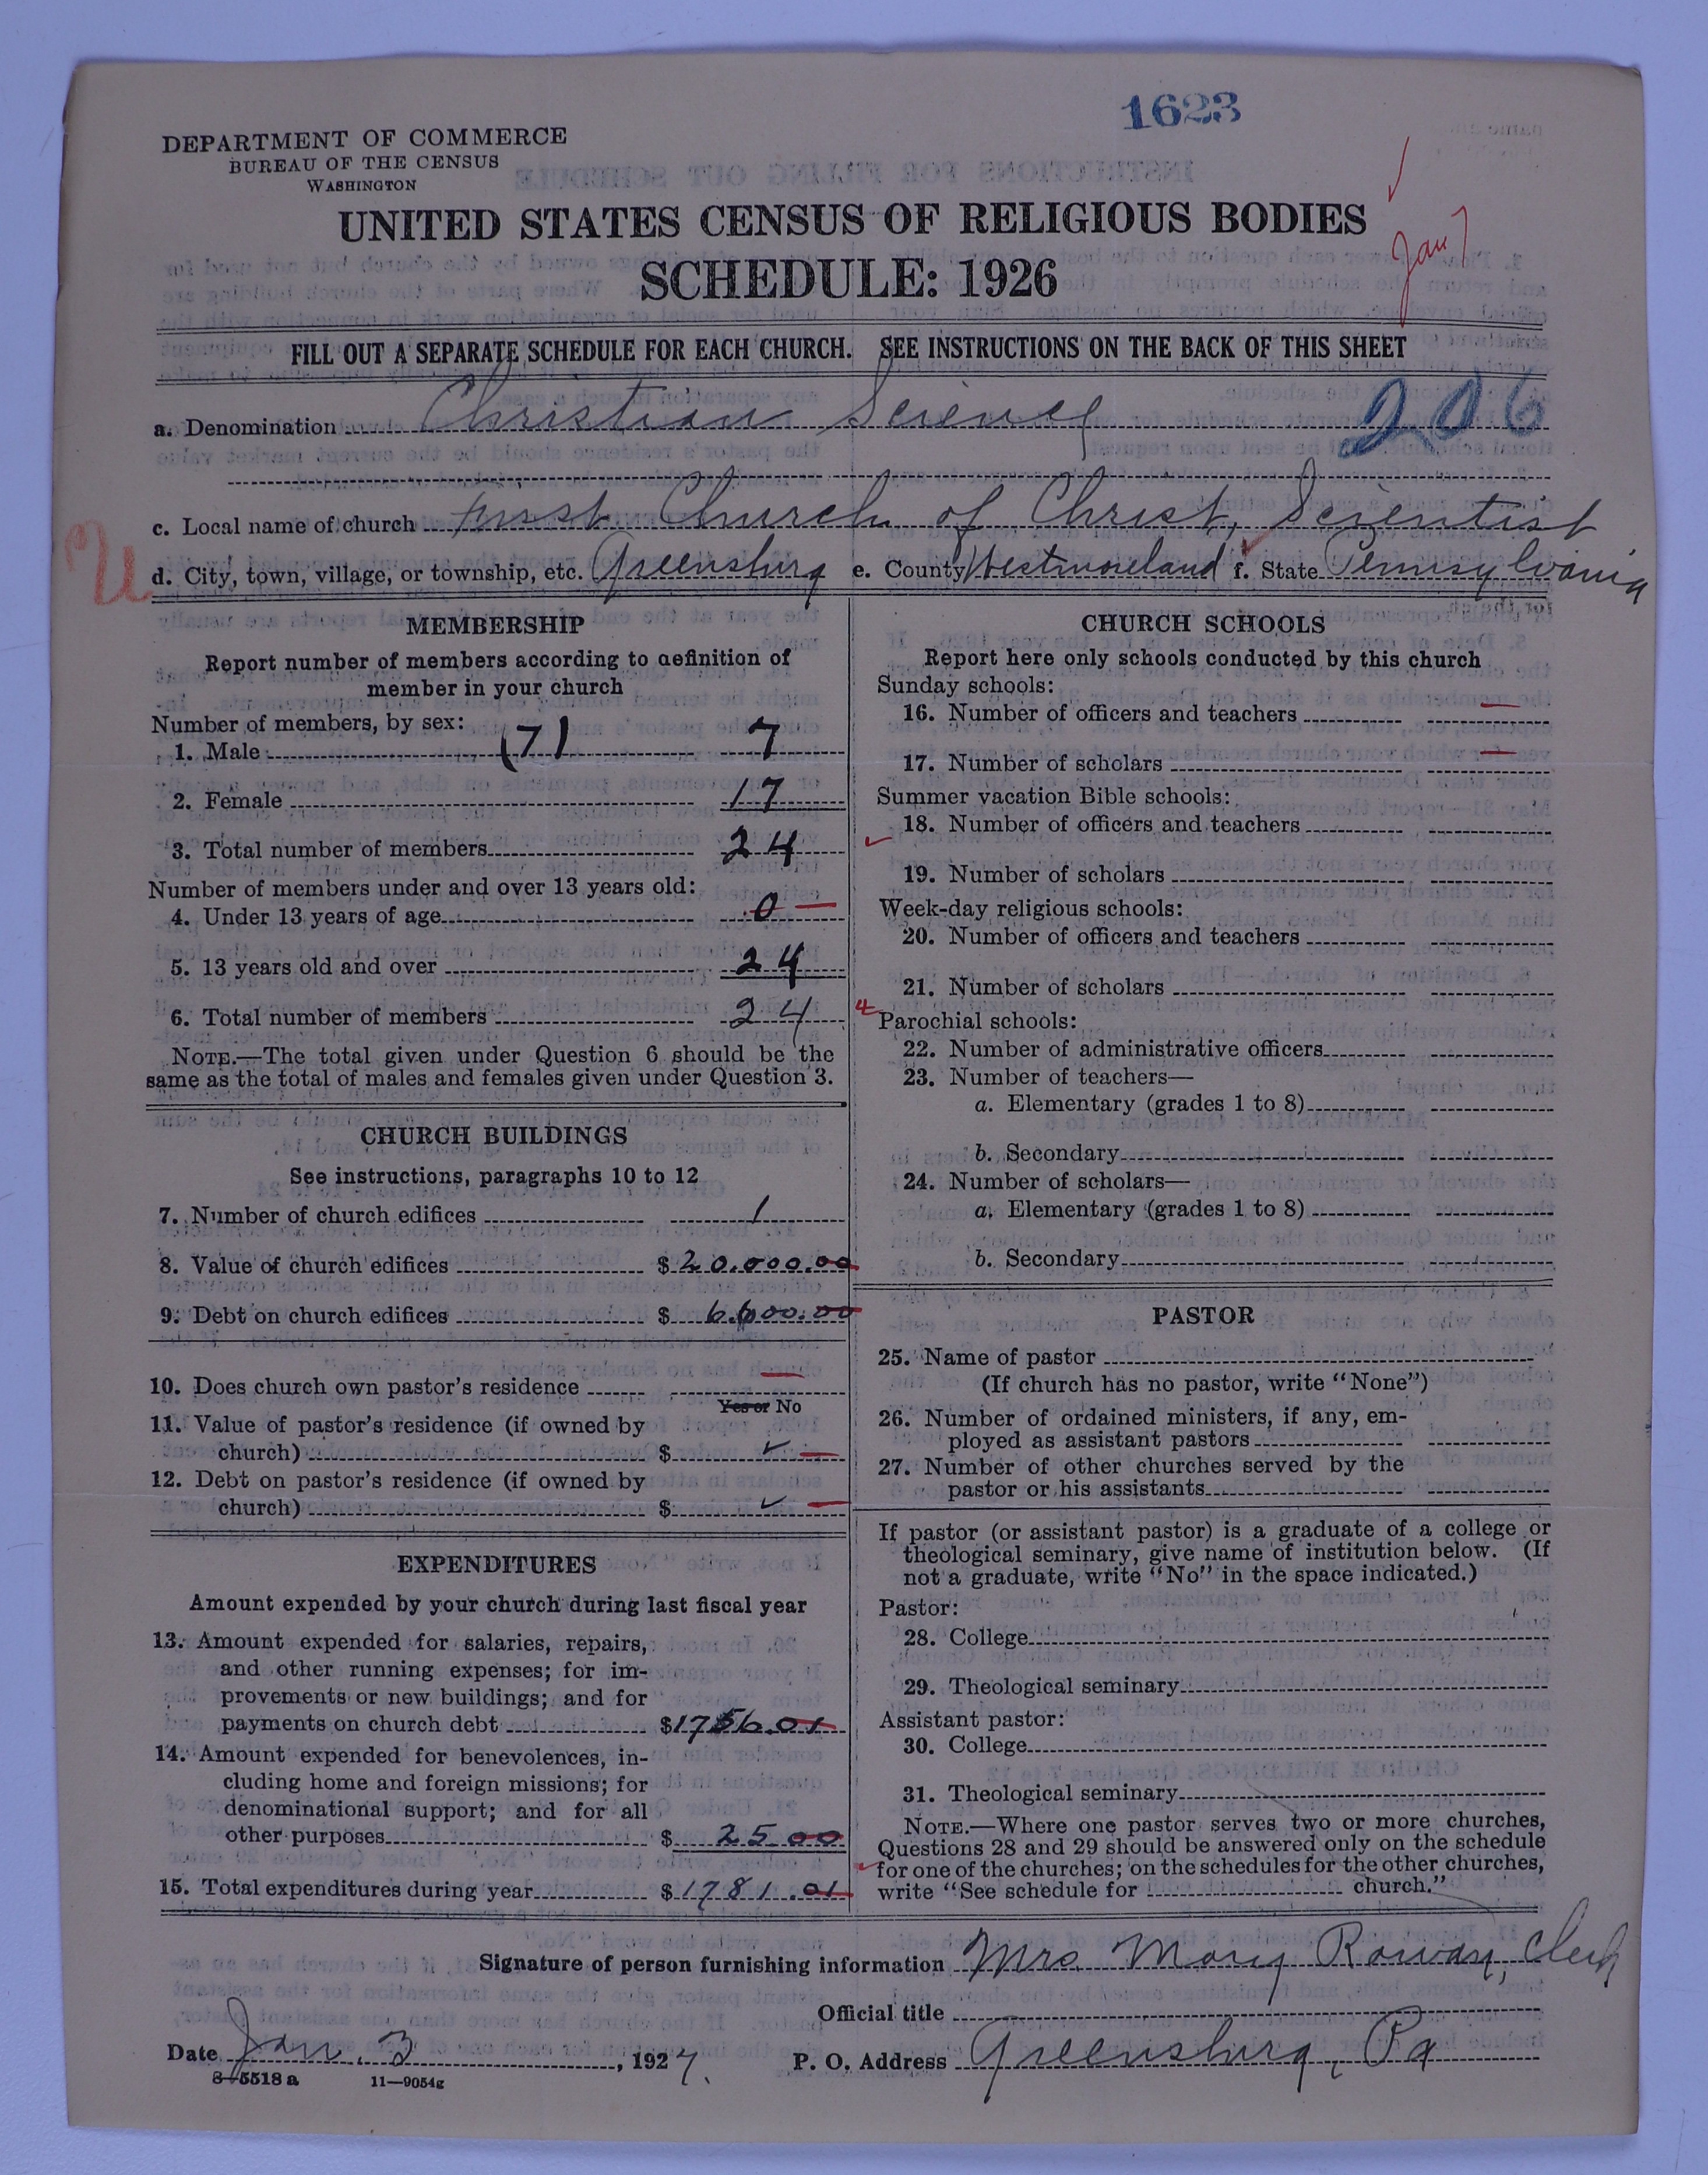 1623
DEPARTMENT OF COMMERCE
BUREAU OF THE CENSUS
WASHINGTON
UNITED STATES CENSUS OF RELIGIOUS BODIES
SCHEDULE: 1926
Jan 7
FILL OUT A SEPARATE SCHEDULE FOR EACH CHURCH. SEE INSTRUCTIONS ON THE BACK OF THIS SHEET
a. Denomination Christian Science 206
c. Local name of church First Church of Christ, Scientist
U
d. City, town, village, or township, etc. Greensburg e. County Westmoreland f. State Pennsylvania
MEMBERSHIP
Report number of members according to definition of
member in your church
Number of members, by sex:
1. Male (7) 7
2. Female 17
3. Total number of members 24
Number of members under and over 13 years old:
4. Under 13 years of age 0 —
5. 13 years old and over 24
6. Total number of members 24
NOTE.—The total given under Question 6 should be the
same as the total of males and females given under Question 3.
CHURCH BUILDINGS
See instructions, paragraphs 10 to 12
7. Number of church edifices 1
8. Value of church edifices $ 20.000.00
9. Debt on church edifices $ 6.600.00
10. Does church own pastor's residence —
Yes or No
11. Value of pastor's residence (if owned by
church) $ ✓ —
12. Debt on pastor's residence (if owned by
church) $ ✓ —
EXPENDITURES
Amount expended by your church during last fiscal year
13. Amount expended for salaries, repairs,
and other running expenses; for im-
provements or new buildings; and for
payments on church debt $ 1756.01
14. Amount expended for benevolences, in-
cluding home and foreign missions; for
denominational support; and for all
other purposes $ 25 00
15. Total expenditures during year $ 1781.01
CHURCH SCHOOLS
Report here only schools conducted by this church
Sunday schools:
16. Number of officers and teachers —
17. Number of scholars —
Summer vacation Bible schools:
18. Number of officers and teachers
19. Number of scholars
Week-day religious schools:
20. Number of officers and teachers
21. Number of scholars
Parochial schools:
22. Number of administrative officers
23. Number of teachers—
a. Elementary (grades 1 to 8)
b. Secondary
24. Number of scholars—
a. Elementary (grades 1 to 8)
b. Secondary
PASTOR
25. Name of pastor
(If church has no pastor, write "None")
26. Number of ordained ministers, if any, em-
ployed as assistant pastors
27. Number of other churches served by the
pastor or his assistants
If pastor (or assistant pastor) is a graduate of a college or
theological seminary, give name of institution below. (If
not a graduate, write "No" in the space indicated.)
Pastor:
28. College
29. Theological seminary
Assistant pastor:
30. College
31. Theological seminary
NOTE.—Where one pastor serves two or more churches,
Questions 28 and 29 should be answered only on the schedule
for one of the churches; on the schedules for the other churches,
write "See schedule for church."
Signature of person furnishing information Mrs. Mary Rowan, Clerk
Official title
Date Jan. 3, 1927. P. O. Address Greensburg, Pa
8-5518 a 11—9054g